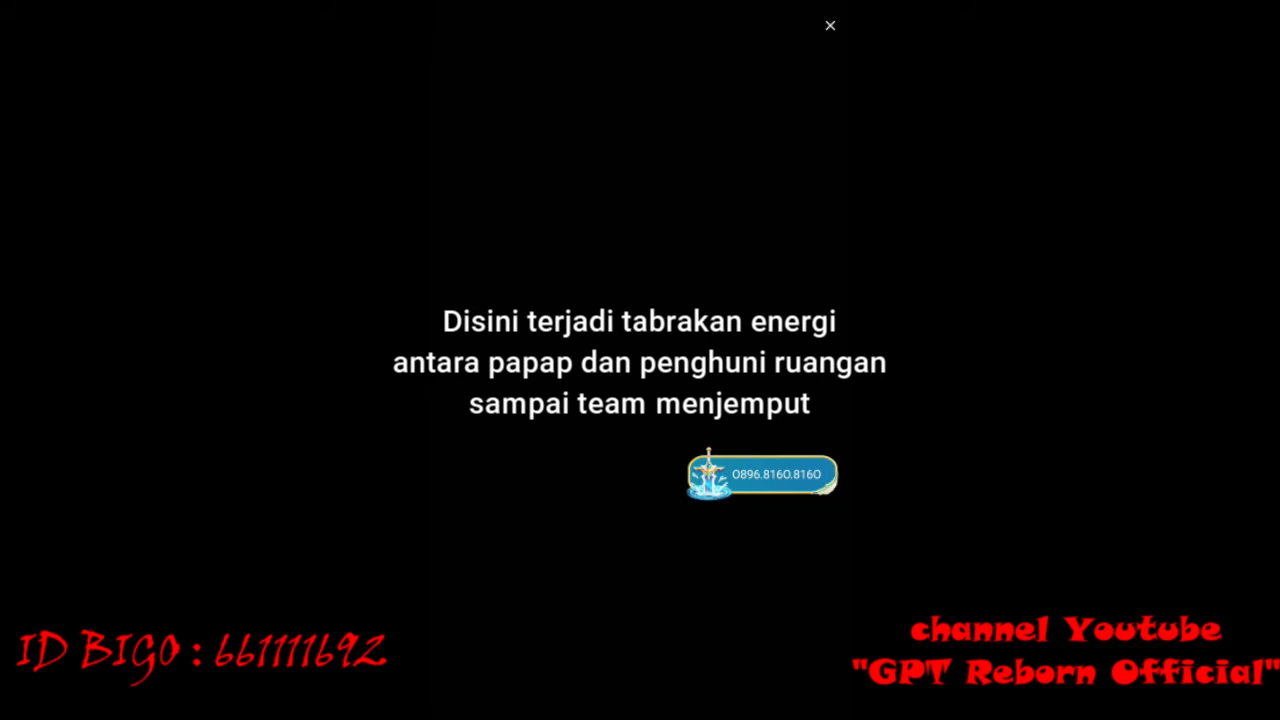 Disini terjadi tabrakan energi
antara papap dan penghuni ruangan
sampai team menjemput
0896.8160.8160
ID BIGO : 661111692
channel Youtube
"GPT Reborn Official"